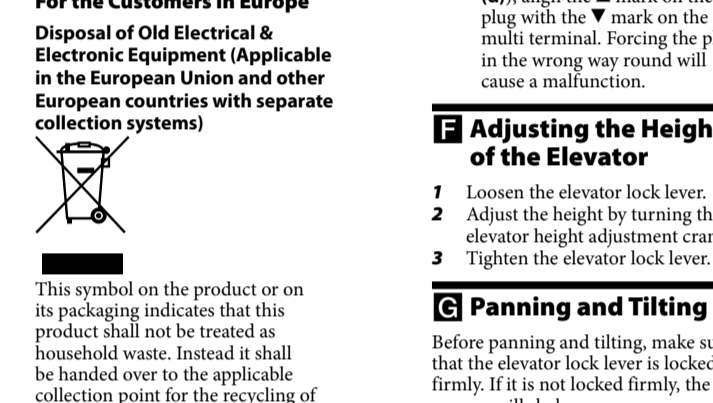 For the Customers in Europe
Disposal of Old Electrical &
Electronic Equipment (Applicable
in the European Union and other
European countries with separate
collection systems)
This symbol on the product or on
its packaging indicates that this
product shall not be treated as
household waste. Instead it shall
be handed over to the applicable
collection point for the recycling of
plug with the ▼ mark on the
multi terminal. Forcing the p
in the wrong way round will
cause a malfunction.
F Adjusting the Heigh
of the Elevator
1 Loosen the elevator lock lever.
2 Adjust the height by turning th
elevator height adjustment cran
3 Tighten the elevator lock lever.
G Panning and Tilting
Before panning and tilting, make su
that the elevator lock lever is locked
firmly. If it is not locked firmly, the